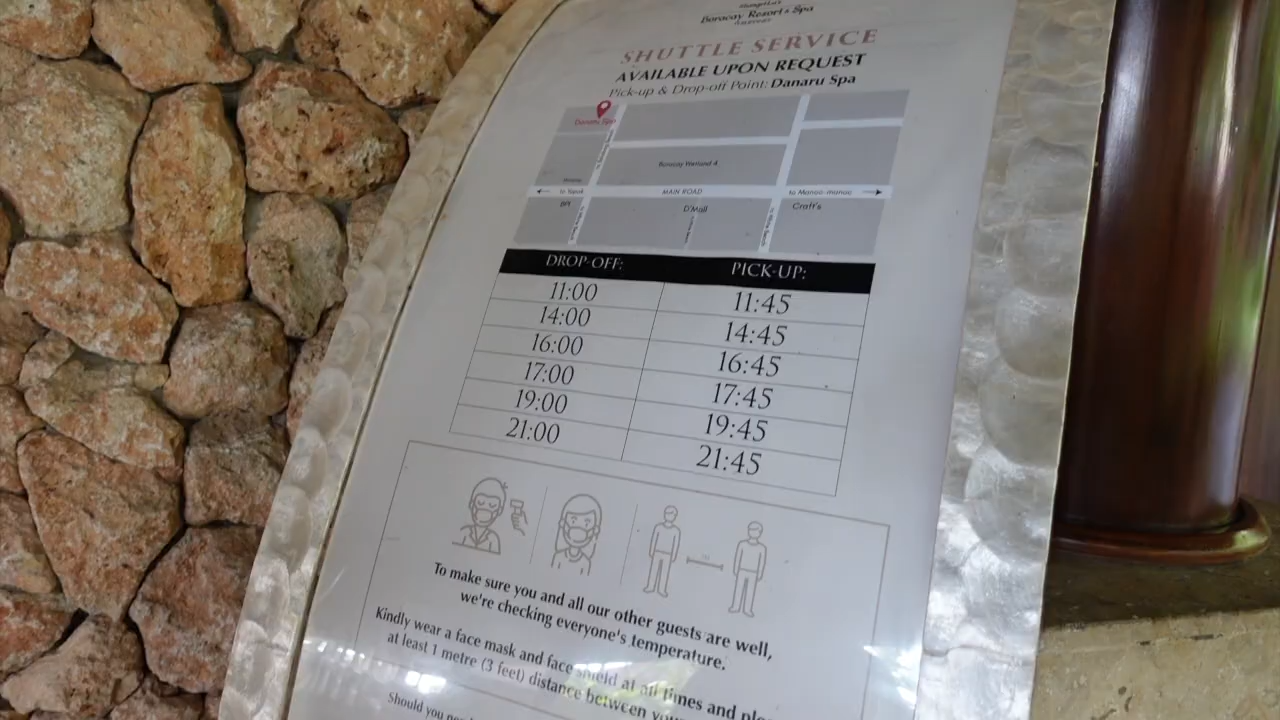 Boracay Resort & Spa
SHUTTLE SERVICE
AVAILABLE UPON REQUEST
Pick-up & Drop-off Point: Danaru Spa
Danaru Spa
Boracay Wetland 4
to Yapak
MAIN ROAD
to Manoc-manoc
BPI
D'Mall
Craft's
DROP-OFF: PICK-UP:
11:00 11:45
14:00 14:45
16:00 16:45
17:00 17:45
19:00 19:45
21:00 21:45
To make sure you and all our other guests are well,
we're checking everyone's temperature.
Kindly wear a face mask and face shield at all times and
at least 1 metre (3 feet) distance between
Should you